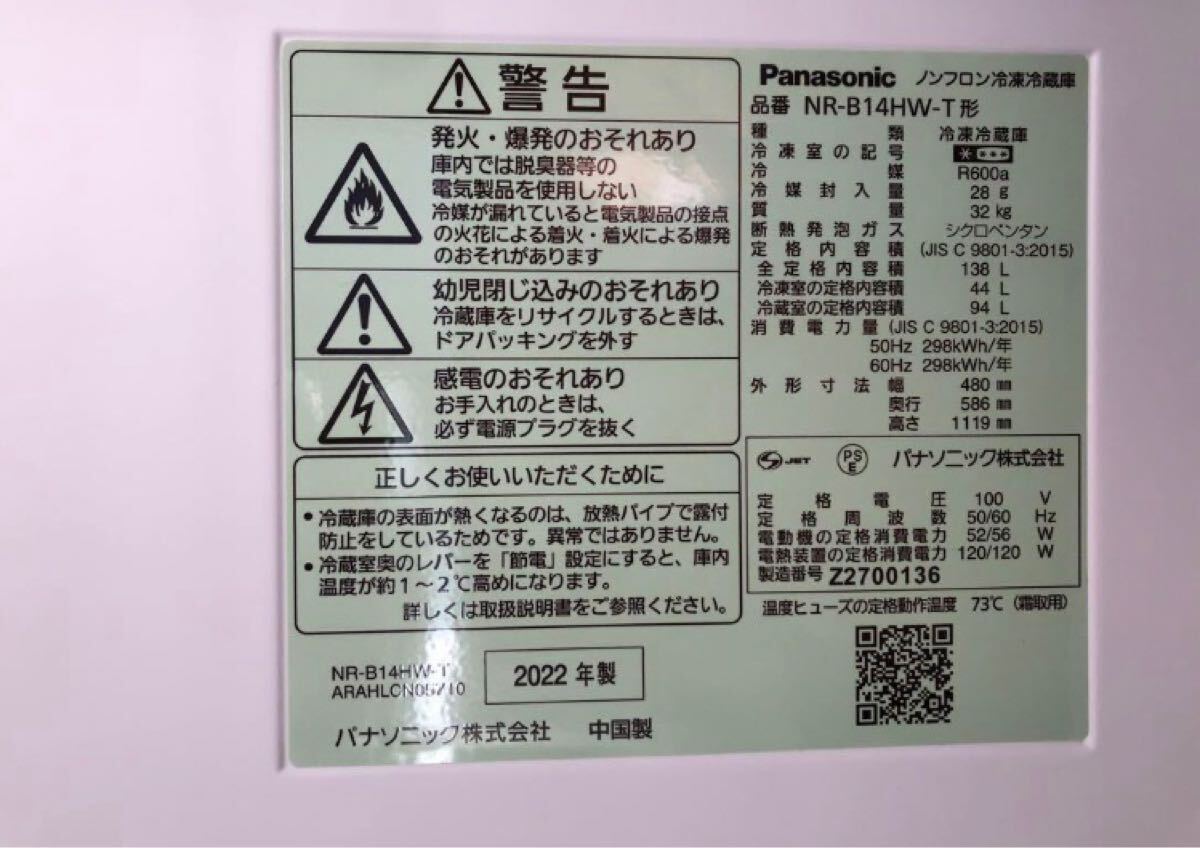 警告
発火・爆発のおそれあり
庫内では脱臭器等の
電気製品を使用しない
冷媒が漏れていると電気製品の接点
の火花による着火・着火による爆発
のおそれがあります
幼児閉じ込みのおそれあり
冷蔵庫をリサイクルするときは、
ドアパッキングを外す
感電のおそれあり
お手入れのときは、
必ず電源プラグを抜く
正しくお使いいただくために
・冷蔵庫の表面が熱くなるのは、放熱パイプで露付
防止をしているためです。異常ではありません。
・冷蔵室奥のレバーを「節電」設定にすると、庫内
温度が約1～2℃高めになります。
詳しくは取扱説明書をご参照ください。
NR-B14HW-T
ARAHLCN05710
2022年製
パナソニック株式会社 中国製
Panasonic ノンフロン冷凍冷蔵庫
品番 NR-B14HW-T形
種類 冷凍冷蔵庫
冷凍室の記号 * ***
冷媒 R600a
冷媒封入量 28 g
質量 32 kg
断熱発泡ガス シクロペンタン
定格内容積 (JIS C 9801-3:2015)
全定格内容積 138 L
冷凍室の定格内容積 44 L
冷蔵室の定格内容積 94 L
消費電力量 (JIS C 9801-3:2015)
50Hz 298kWh/年
60Hz 298kWh/年
外形寸法 幅 480 mm
奥行 586 mm
高さ 1119 mm
S JET PSE パナソニック株式会社
定格電圧 100 V
定格周波数 50/60 Hz
電動機の定格消費電力 52/56 W
電熱装置の定格消費電力 120/120 W
製造番号 Z2700136
温度ヒューズの定格動作温度 73℃ (霜取用)